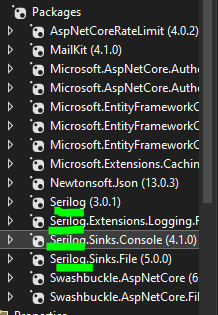 Packages
AspNetCoreRateLimit (4.0.2)
MailKit (4.1.0)
Microsoft.AspNetCore.Authe
Microsoft.AspNetCore.Authe
Microsoft.EntityFrameworkC
Microsoft.EntityFrameworkC
Microsoft.EntityFrameworkC
Microsoft.Extensions.Cachin
Newtonsoft.Json (13.0.3)
Serilog (3.0.1)
Serilog.Extensions.Logging.F
Serilog.Sinks.Console (4.1.0)
Serilog.Sinks.File (5.0.0)
Swashbuckle.AspNetCore (6
Swashbuckle.AspNetCore.Fil